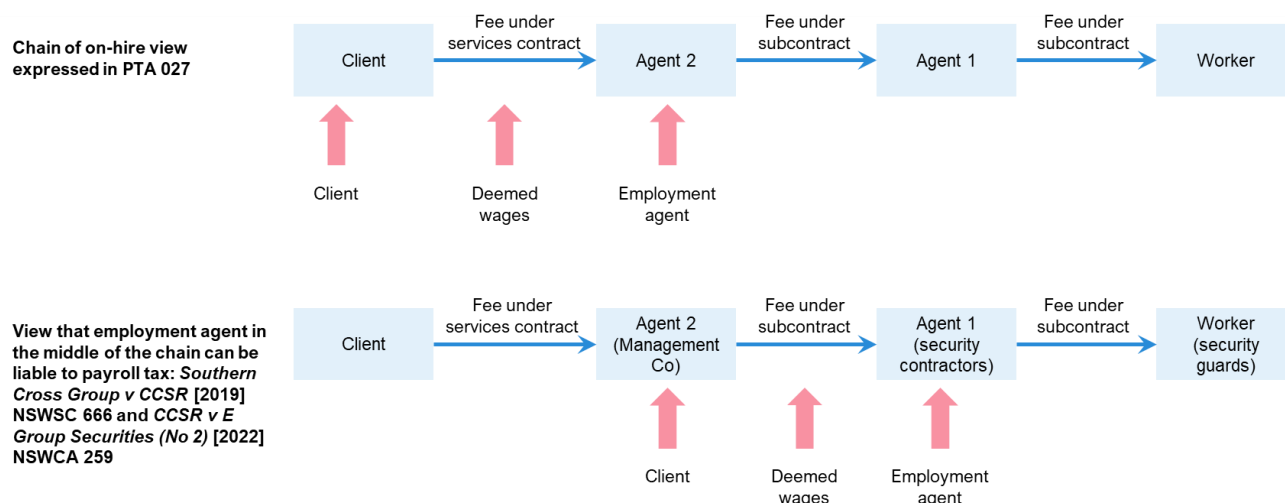 Chain of on-hire view
expressed in PTA 027
Client
Fee under
services contract
Agent 2
Fee under
subcontract
Agent 1
Fee under
subcontract
Worker
Client
Deemed
wages
Employment
agent
View that employment agent in
the middle of the chain can be
liable to payroll tax: Southern
Cross Group v CCSR [2019]
NSWSC 666 and CCSR v E
Group Securities (No 2) [2022]
NSWCA 259
Client
Fee under
services contract
Agent 2
(Management
Co)
Fee under
subcontract
Agent 1
(security
contractors)
Fee under
subcontract
Worker
(security
guards)
Client
Deemed
wages
Employment
agent